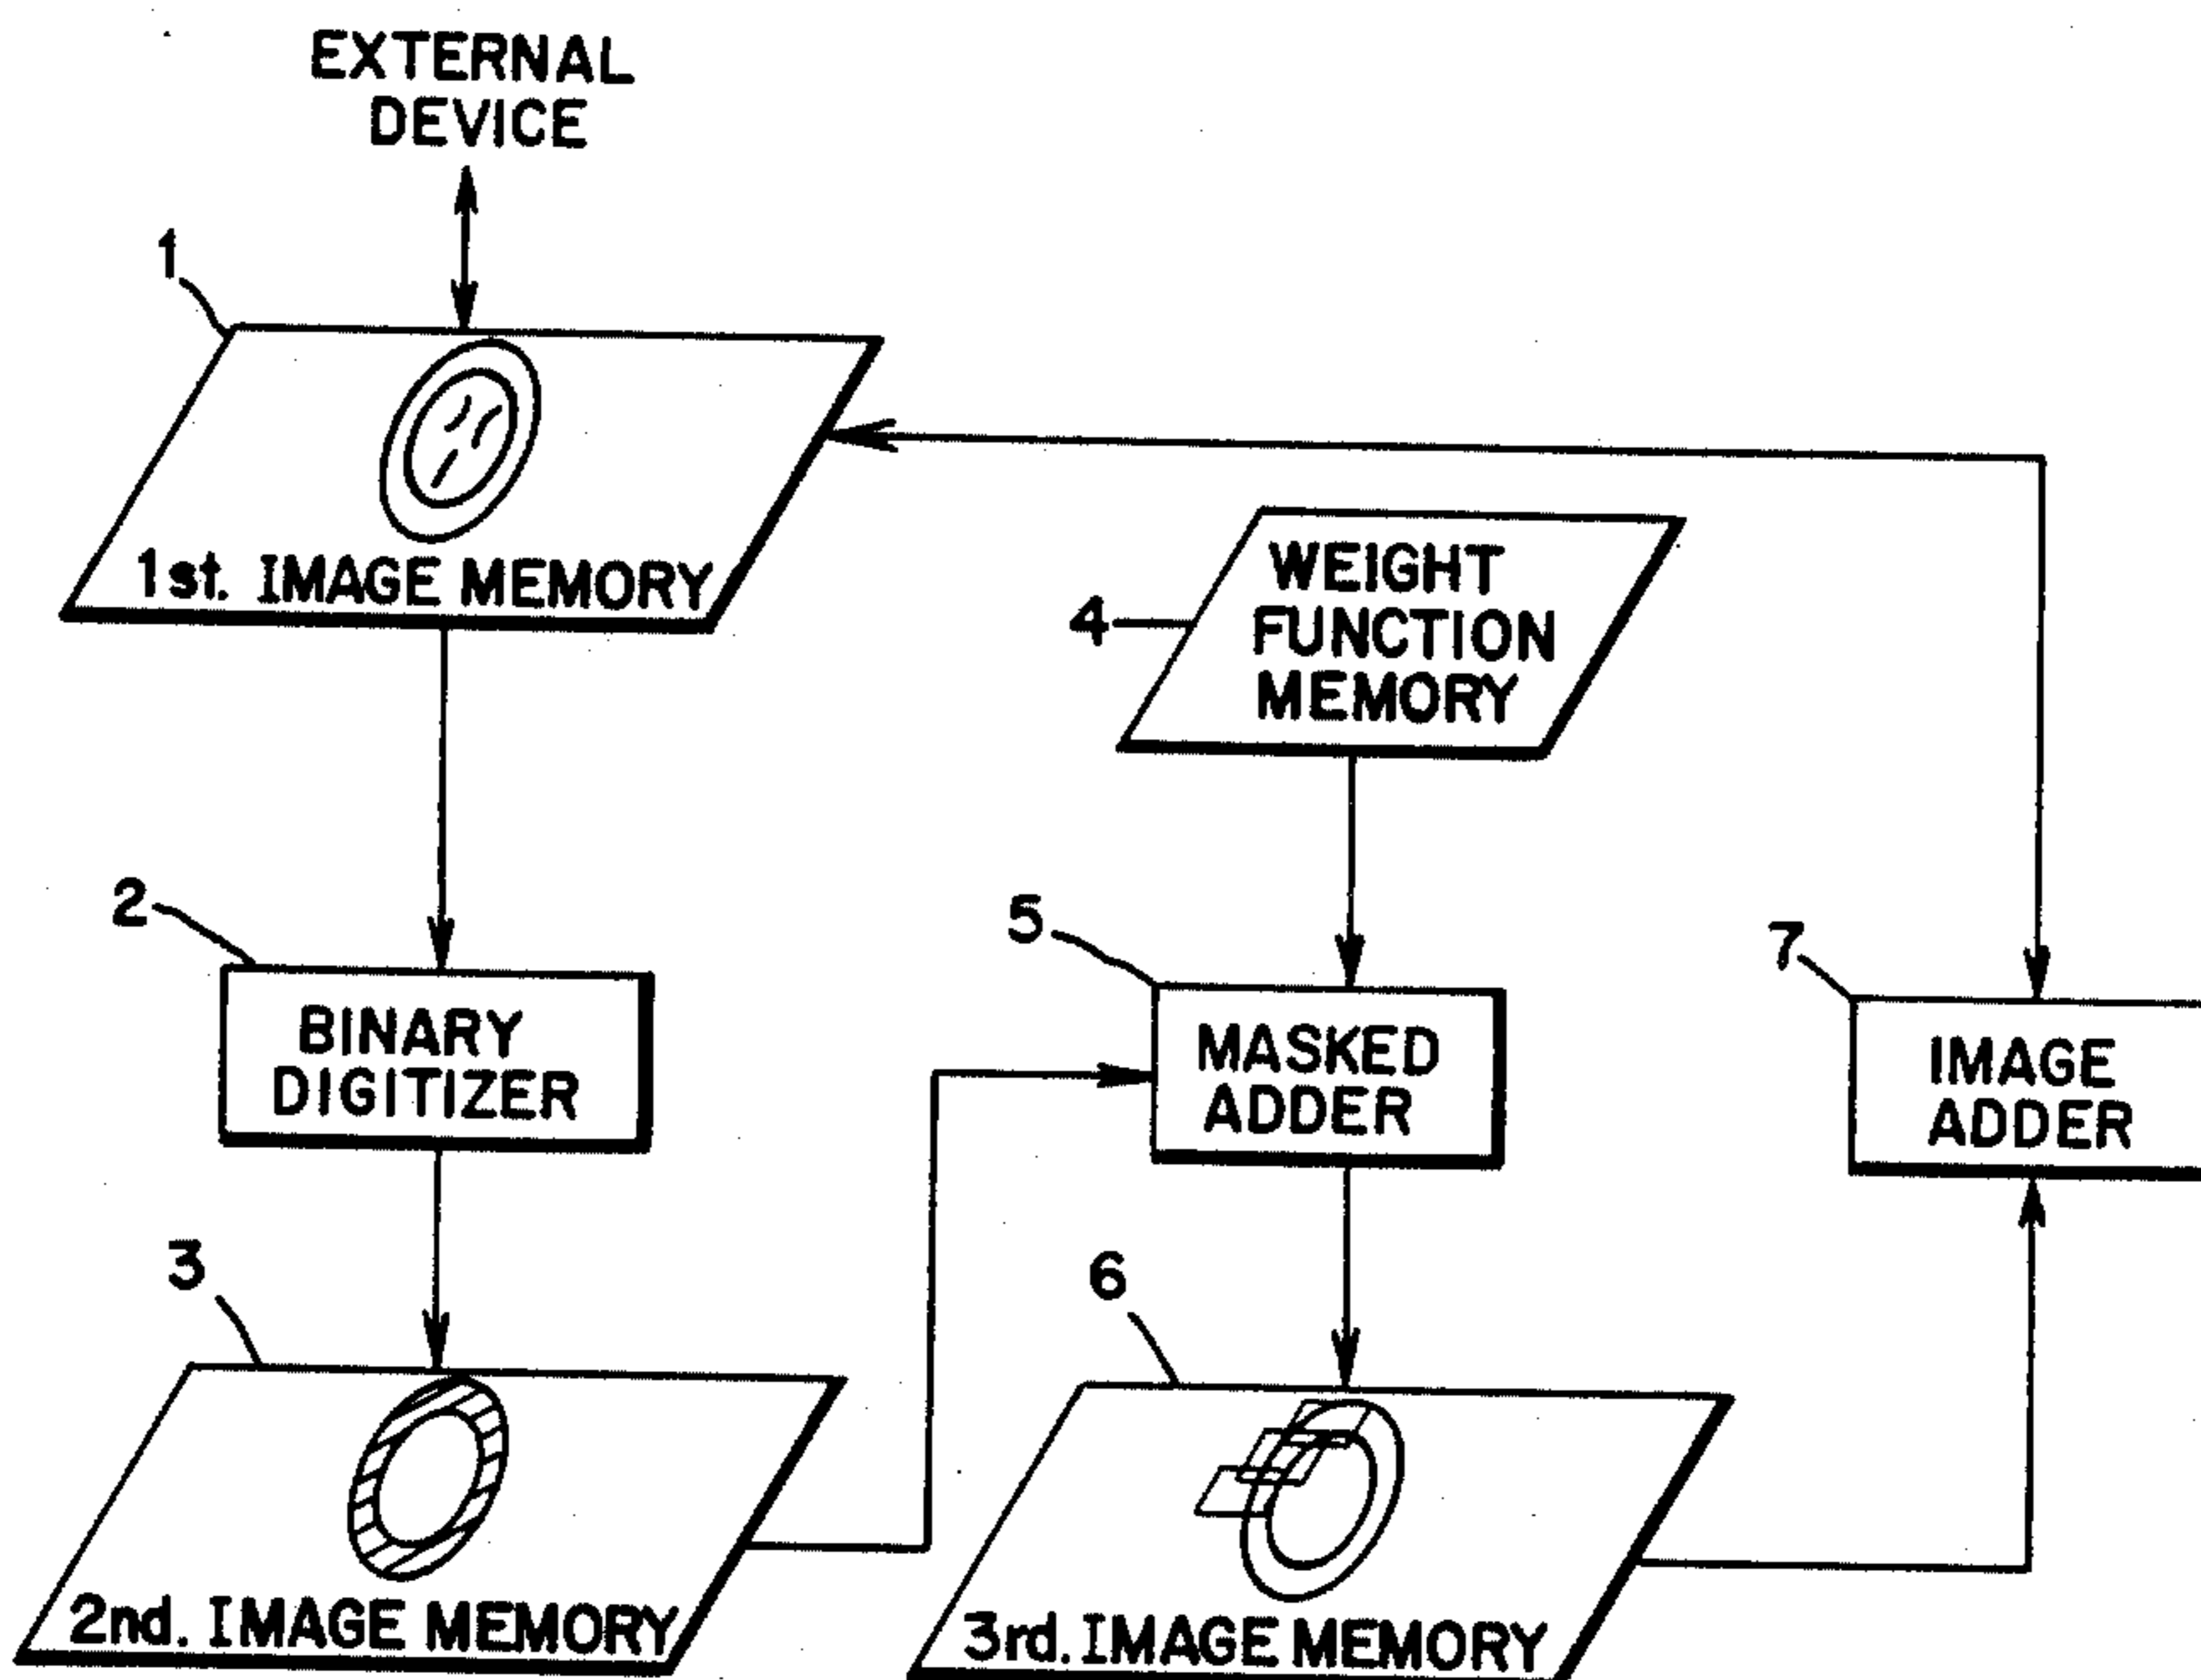 EXTERNAL
DEVICE
1
1st. IMAGE MEMORY
4
WEIGHT
FUNCTION
MEMORY
2
BINARY
DIGITIZER
5
MASKED
ADDER
7
IMAGE
ADDER
3
2nd. IMAGE MEMORY
6
3rd. IMAGE MEMORY